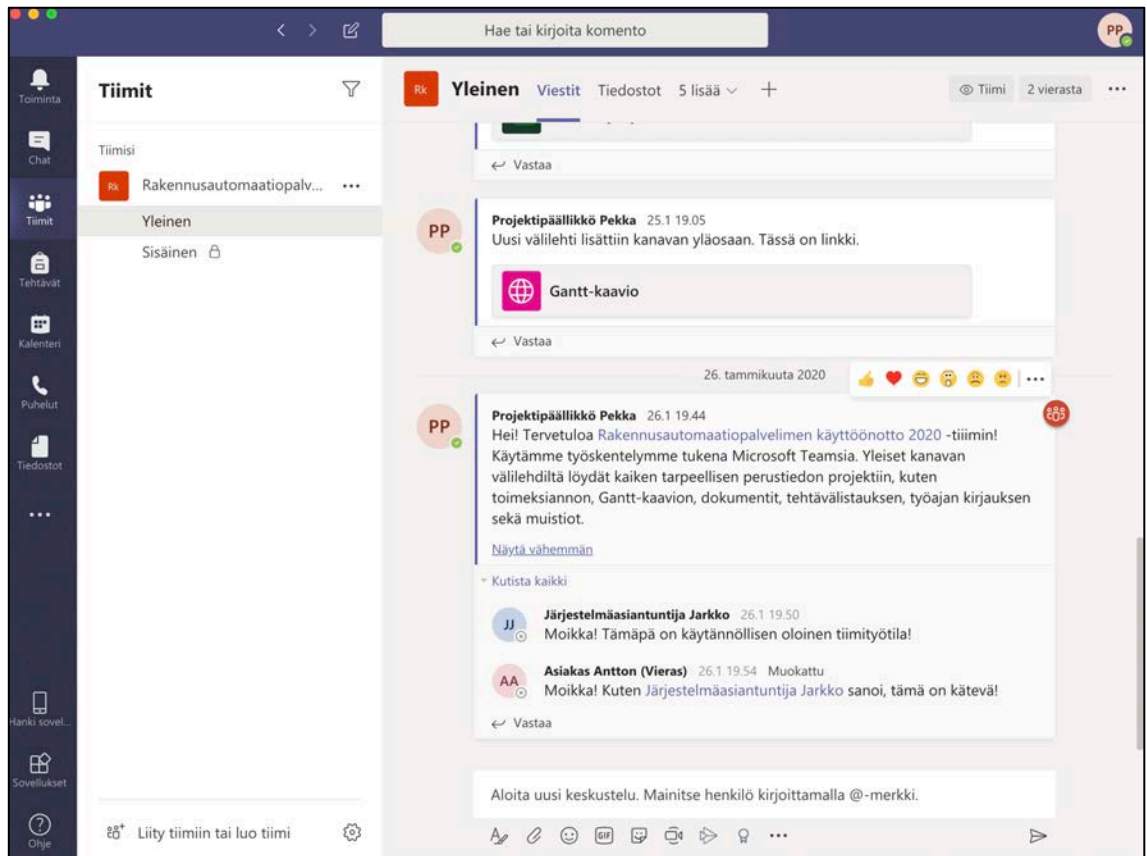 Hae tai kirjoita komento
PP
Toiminta
Chat
Tiimit
Tehtävät
Kalenteri
Puhelut
Tiedostot
Hanki sovel...
Sovellukset
Ohje
Tiimit
Tiimisi
Rk Rakennusautomaatiopalv...
Yleinen
Sisäinen
Liity tiimiin tai luo tiimi
Rk Yleinen Viestit Tiedostot 5 lisää + Tiimi 2 vierasta
Vastaa
PP
Projektipäällikkö Pekka 25.1 19.05
Uusi välilehti lisättiin kanavan yläosaan. Tässä on linkki.
Gantt-kaavio
Vastaa
26. tammikuuta 2020
PP
Projektipäällikkö Pekka 26.1 19.44
Hei! Tervetuloa Rakennusautomaatiopalvelimen käyttöönotto 2020 -tiiimin!
Käytämme työskentelymme tukena Microsoft Teamsia. Yleiset kanavan
välilehdiltä löydät kaiken tarpeellisen perustiedon projektiin, kuten
toimeksiannon, Gantt-kaavion, dokumentit, tehtävälistauksen, työajan kirjauksen
sekä muistiot.
Näytä vähemmän
Kutista kaikki
JJ
Järjestelmäasiantuntija Jarkko 26.1 19.50
Moikka! Tämäpä on käytännöllisen oloinen tiimityötila!
AA
Asiakas Antton (Vieras) 26.1 19.54 Muokattu
Moikka! Kuten Järjestelmäasiantuntija Jarkko sanoi, tämä on kätevä!
Vastaa
Aloita uusi keskustelu. Mainitse henkilö kirjoittamalla @-merkki.
GIF